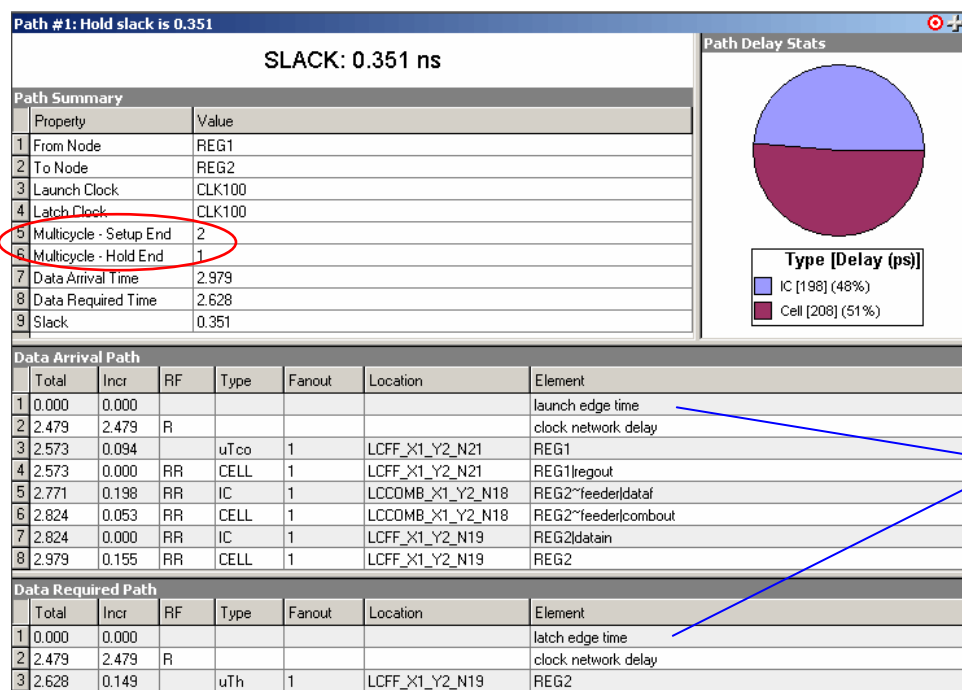 Path #1: Hold slack is 0.351
SLACK: 0.351 ns
Path Summary
Property Value
1 From Node REG1
2 To Node REG2
3 Launch Clock CLK100
4 Latch Clock CLK100
5 Multicycle - Setup End 2
6 Multicycle - Hold End 1
7 Data Arrival Time 2.979
8 Data Required Time 2.628
9 Slack 0.351
Path Delay Stats
Type [Delay (ps)]
IC [198] (48%)
Cell [208] (51%)
Data Arrival Path
Total Incr RF Type Fanout Location Element
1 0.000 0.000 launch edge time
2 2.479 2.479 R clock network delay
3 2.573 0.094 uTco 1 LCFF_X1_Y2_N21 REG1
4 2.573 0.000 RR CELL 1 LCFF_X1_Y2_N21 REG1|regout
5 2.771 0.198 RR IC 1 LCCOMB_X1_Y2_N18 REG2~feeder|dataf
6 2.824 0.053 RR CELL 1 LCCOMB_X1_Y2_N18 REG2~feeder|combout
7 2.824 0.000 RR IC 1 LCFF_X1_Y2_N19 REG2|datain
8 2.979 0.155 RR CELL 1 LCFF_X1_Y2_N19 REG2
Data Required Path
Total Incr RF Type Fanout Location Element
1 0.000 0.000 latch edge time
2 2.479 2.479 R clock network delay
3 2.628 0.149 uTh 1 LCFF_X1_Y2_N19 REG2